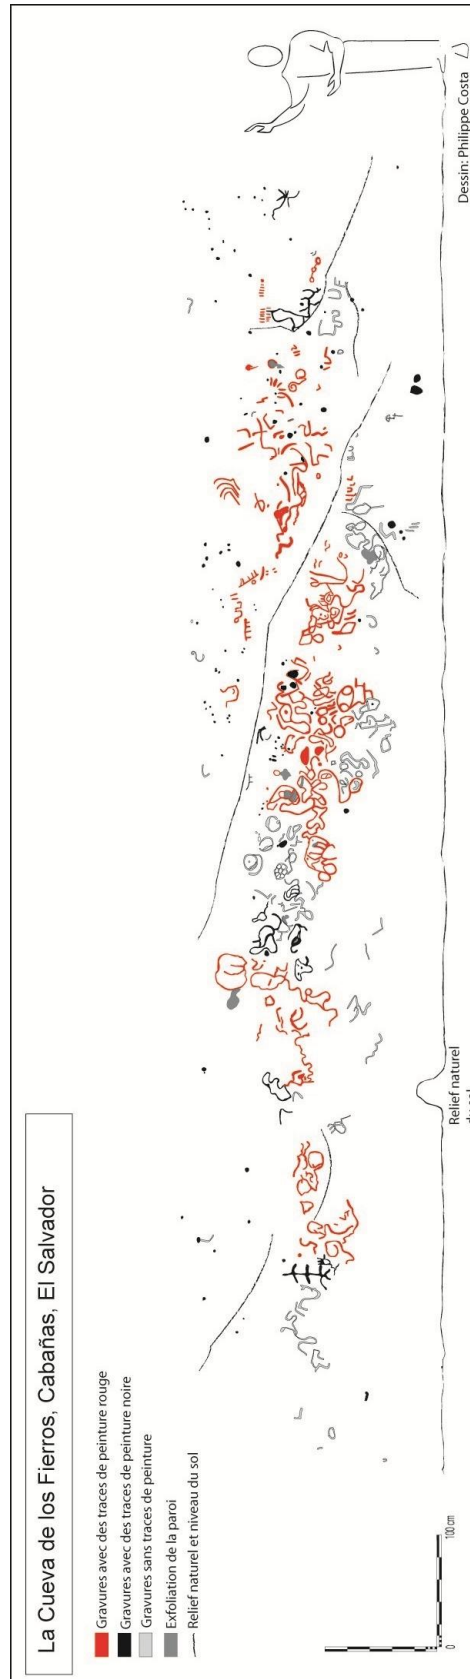 La Cueva de los Fierros, Cabañas, El Salvador
Gravures avec des traces de peinture rouge
Gravures avec des traces de peinture noire
Gravures sans traces de peinture
Exfoliation de la paroi
Relief naturel et niveau du sol
0 100 cm
Relief naturel
du sol
Dessin: Philippe Costa